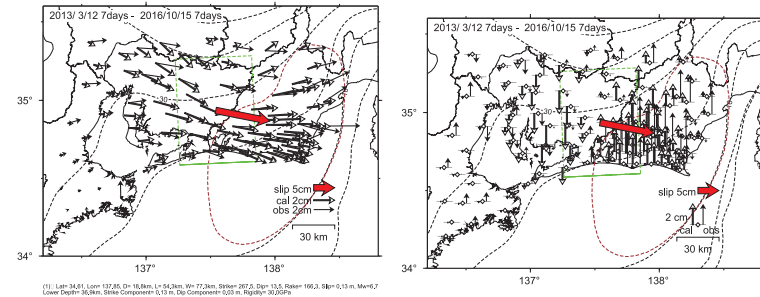 2013/ 3/12 7days - 2016/10/15 7days
35°
30
slip 5cm
cal 2cm
obs 2cm
30 km
34°
137°
138°
(1): Lat= 34.61, Lon= 137.85, D= 18.8km, L= 54.3km, W= 77.3km, Strike= 267.5, Dip= 13.5, Rake= 166.3, Slip= 0.13 m, Mw=6.7
Lower Depth= 36.9km, Strike Component= 0.13 m, Dip Component= 0.03 m, Rigidity= 30.0GPa
2013/ 3/12 7days - 2016/10/15 7days
35°
30
slip 5cm
2 cm
cal obs
30 km
34°
137°
138°